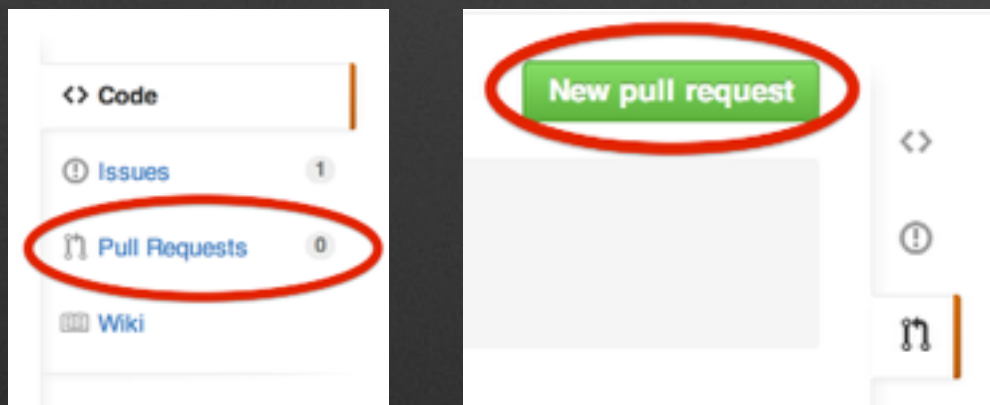 <> Code
Issues 1
Pull Requests 0
Wiki
New pull request
<>